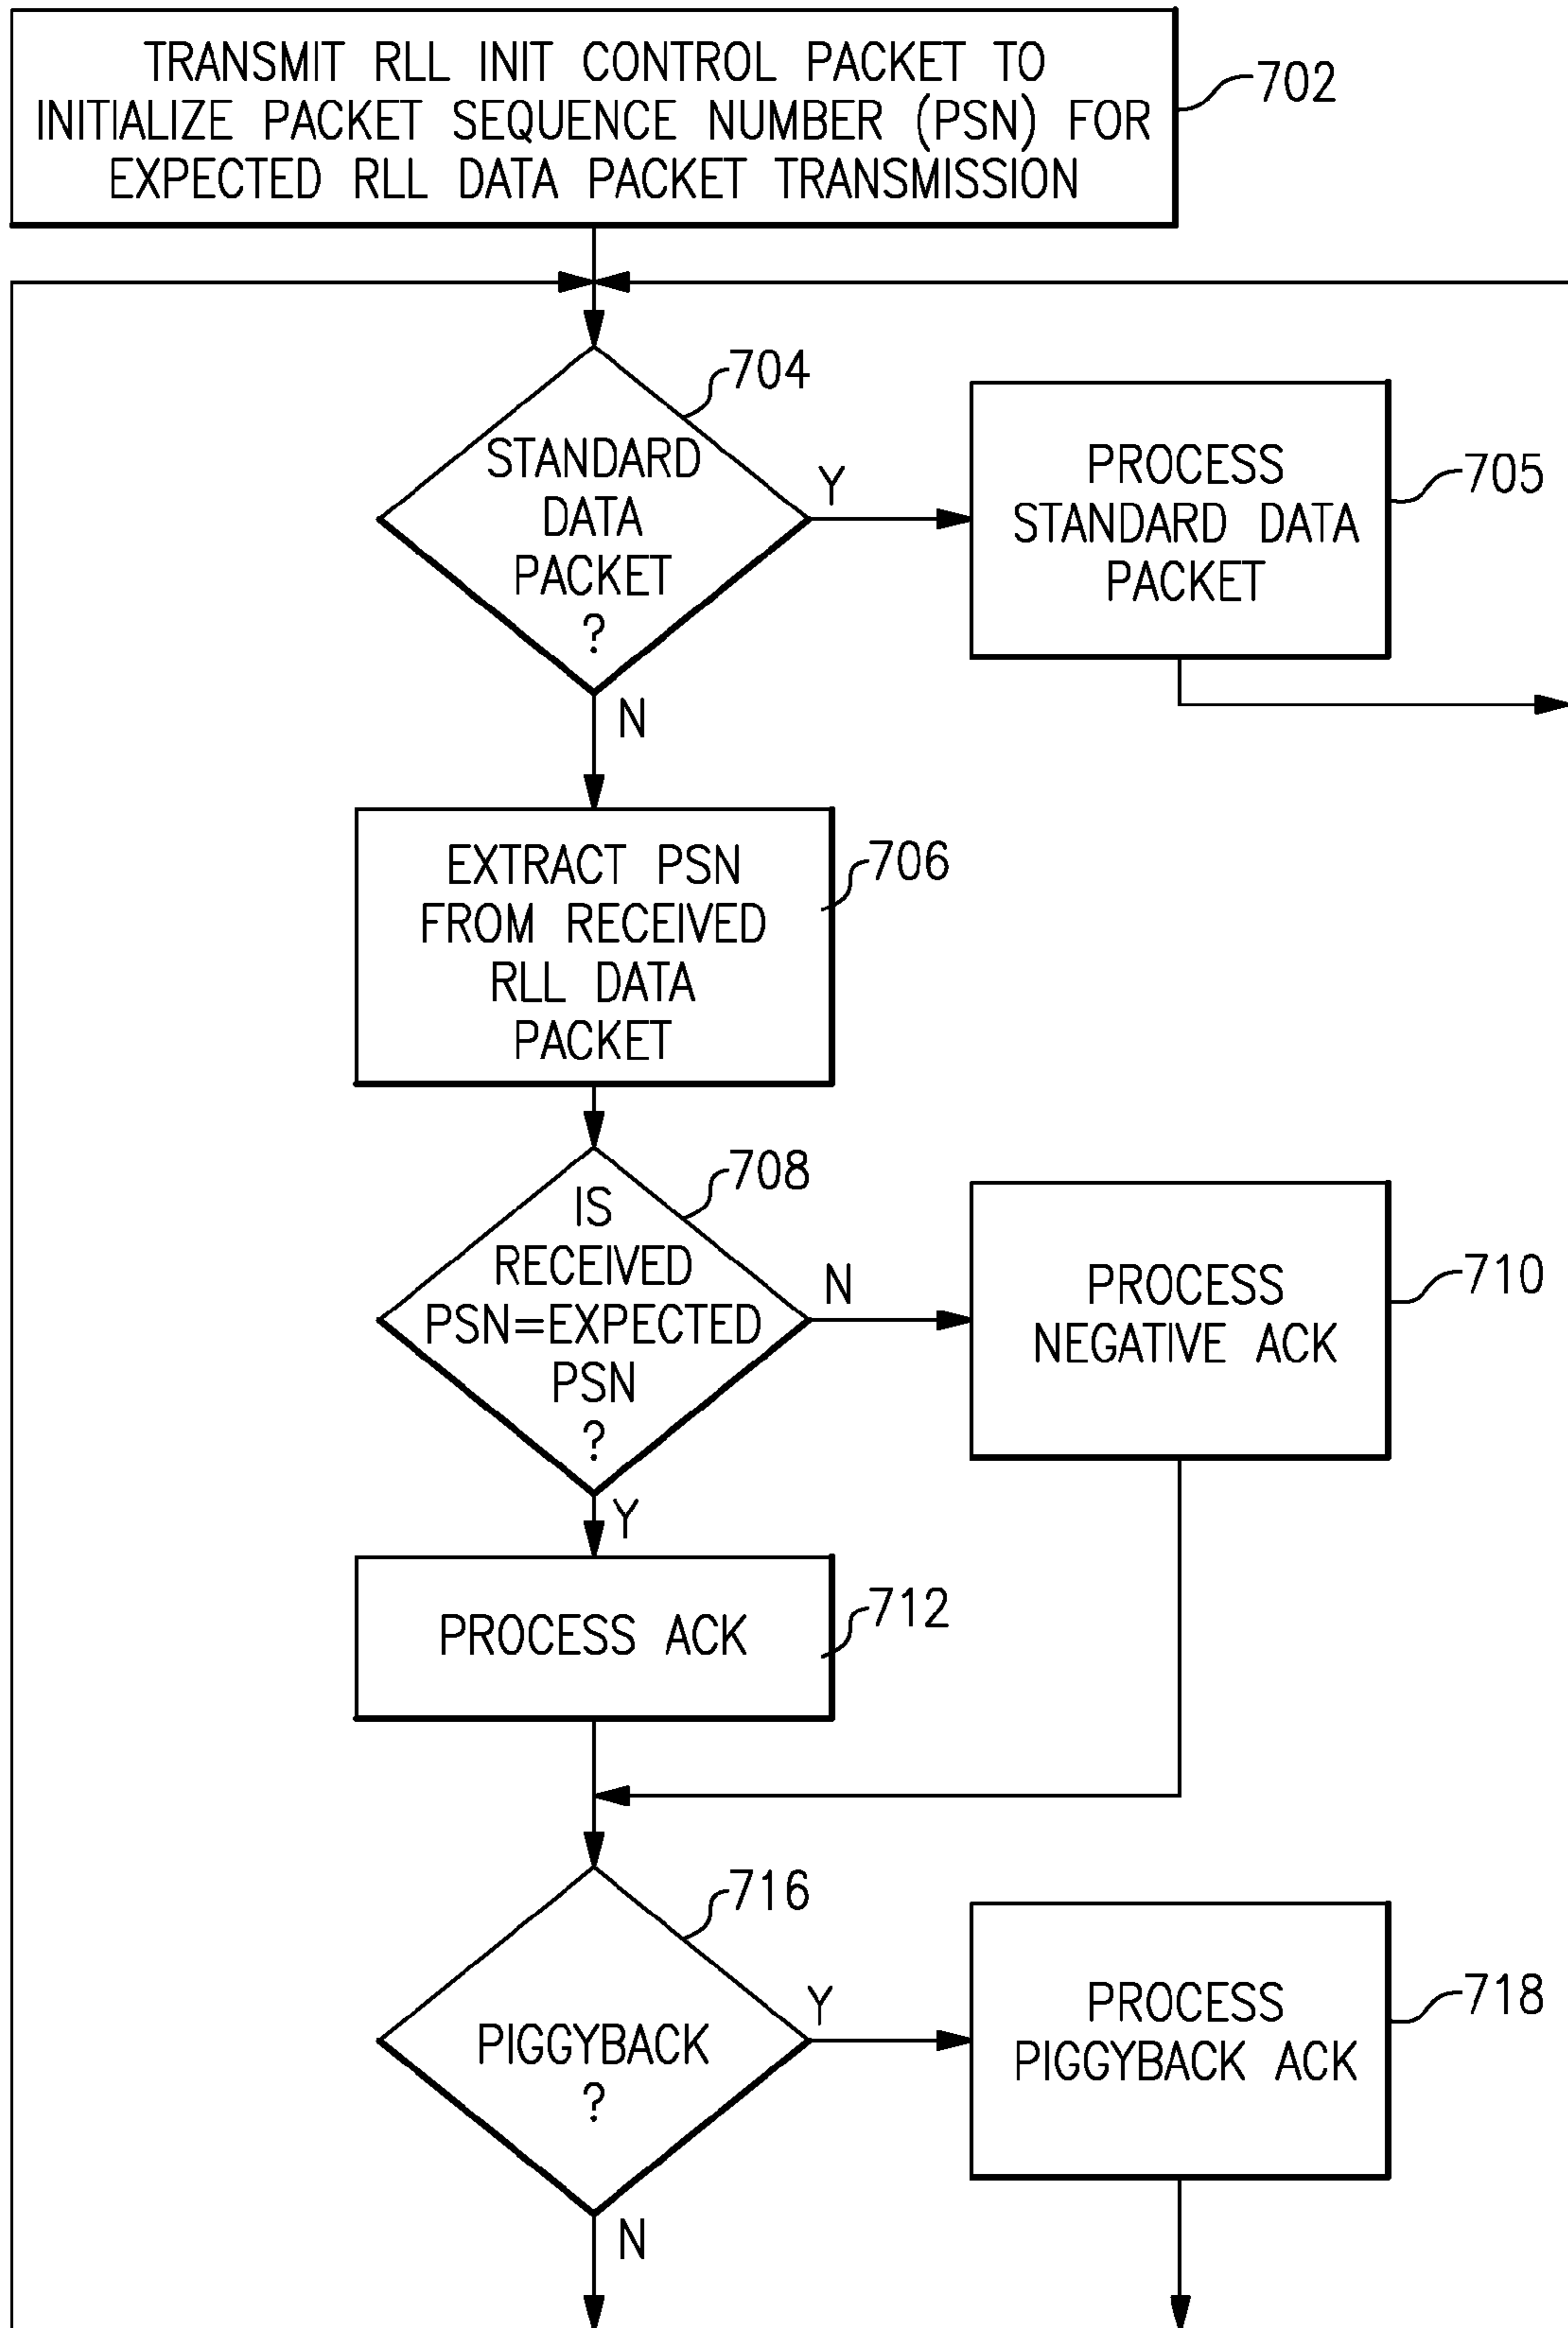 TRANSMIT RLL INIT CONTROL PACKET TO
INITIALIZE PACKET SEQUENCE NUMBER (PSN) FOR
EXPECTED RLL DATA PACKET TRANSMISSION
702
704
STANDARD
DATA
PACKET
?
Y
N
PROCESS
STANDARD DATA
PACKET
705
EXTRACT PSN
FROM RECEIVED
RLL DATA
PACKET
706
708
IS
RECEIVED
PSN=EXPECTED
PSN
?
N
Y
PROCESS
NEGATIVE ACK
710
PROCESS ACK
712
716
PIGGYBACK
?
Y
N
PROCESS
PIGGYBACK ACK
718